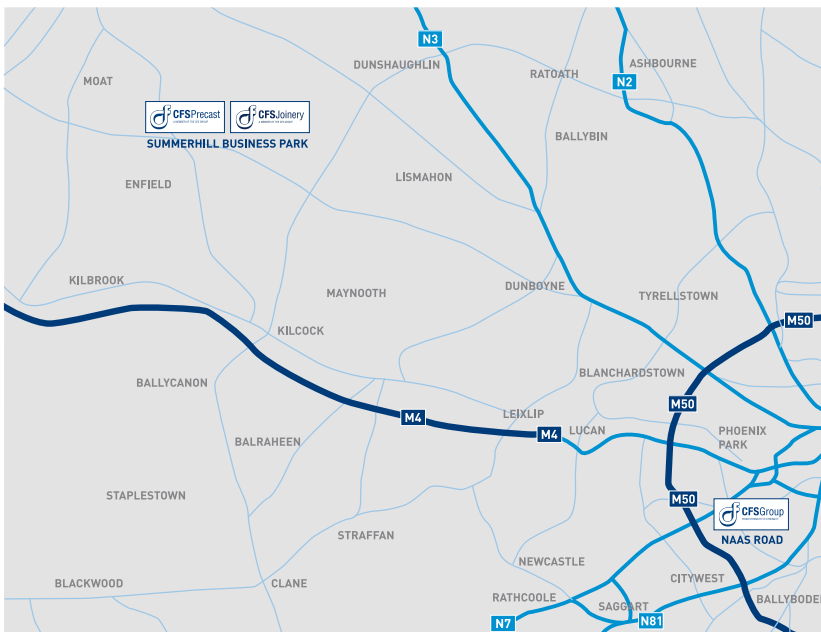 N3
DUNSHAUGHLIN
ASHBOURNE
RATOATH
MOAT
N2
CFSPrecast
CFSJoinery
SUMMERHILL BUSINESS PARK
BALLYBIN
LISMAHON
ENFIELD
KILBROOK
DUNBOYNE
MAYNOOTH
TYRELLSTOWN
M50
KILCOCK
BLANCHARDSTOWN
BALLYCANON
M50
LEIXLIP
M4
M4
LUCAN
PHOENIX
PARK
BALRAHEEN
STAPLESTOWN
M50
CFSGroup
NAAS ROAD
STRAFFAN
NEWCASTLE
CITYWEST
BLACKWOOD
CLANE
RATHCOOLE
SAGGART
BALLYBODEN
N7
N81